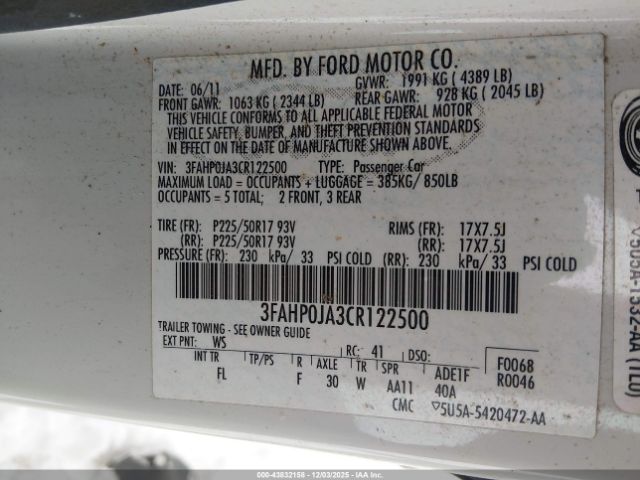 MFD. BY FORD MOTOR CO.
DATE: 06/11 GVWR: 1991 KG ( 4389 LB)
FRONT GAWR: 1063 KG ( 2344 LB) REAR GAWR: 928 KG ( 2045 LB)
THIS VEHICLE CONFORMS TO ALL APPLICABLE FEDERAL MOTOR
VEHICLE SAFETY, BUMPER, AND THEFT PREVENTION STANDARDS
IN EFFECT ON THE DATE OF MANUFACTURE SHOWN ABOVE.
VIN: 3FAHP0JA3CR122500 TYPE: Passenger Car
MAXIMUM LOAD = OCCUPANTS + LUGGAGE = 385KG/ 850LB
OCCUPANTS = 5 TOTAL; 2 FRONT, 3 REAR
TIRE (FR): P225/50R17 93V RIMS (FR): 17X7.5J
(RR): P225/50R17 93V (RR): 17X7.5J
PRESSURE (FR): 230 kPa/ 33 PSI COLD (RR): 230 kPa/ 33 PSI COLD
3FAHP0JA3CR122500
TRAILER TOWING - SEE OWNER GUIDE
EXT PNT: WS RC: 41 DSO: F0068
INT TR TP/PS R AXLE TR SPR ADE1F R0046
FL F 30 W AA11 40A
CMC ▽5U5A-5420472-AA
000-43832158 - 12/03/2025 - IAAI.com